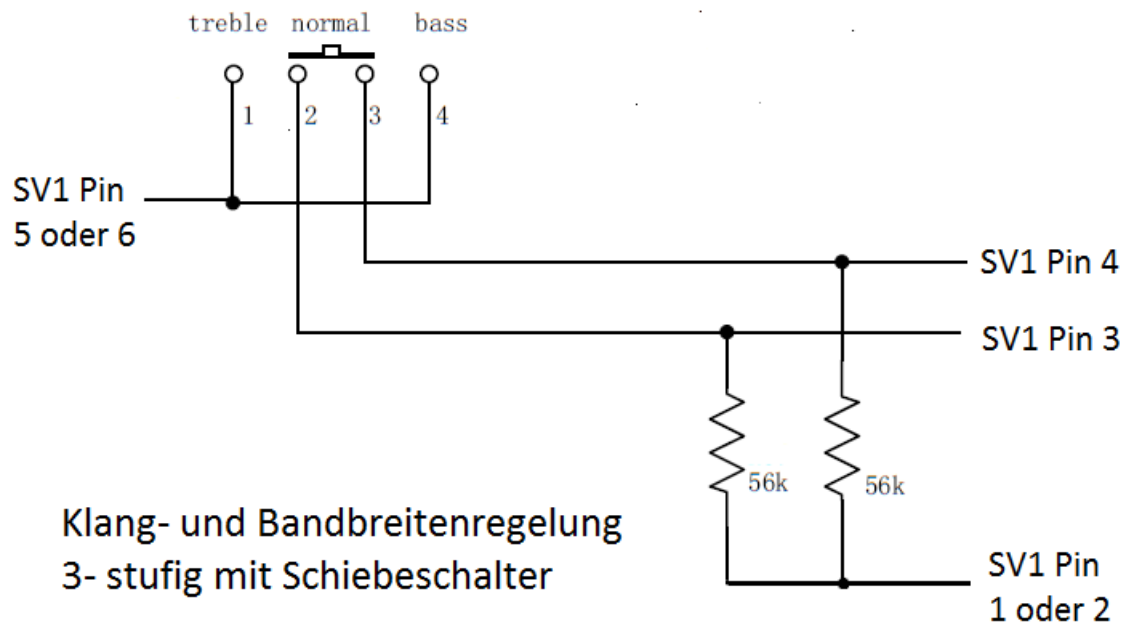 treble normal bass
1 2 3 4
SV1 Pin
5 oder 6
SV1 Pin 4
SV1 Pin 3
56k 56k
Klang- und Bandbreitenregelung
3- stufig mit Schiebeschalter
SV1 Pin
1 oder 2